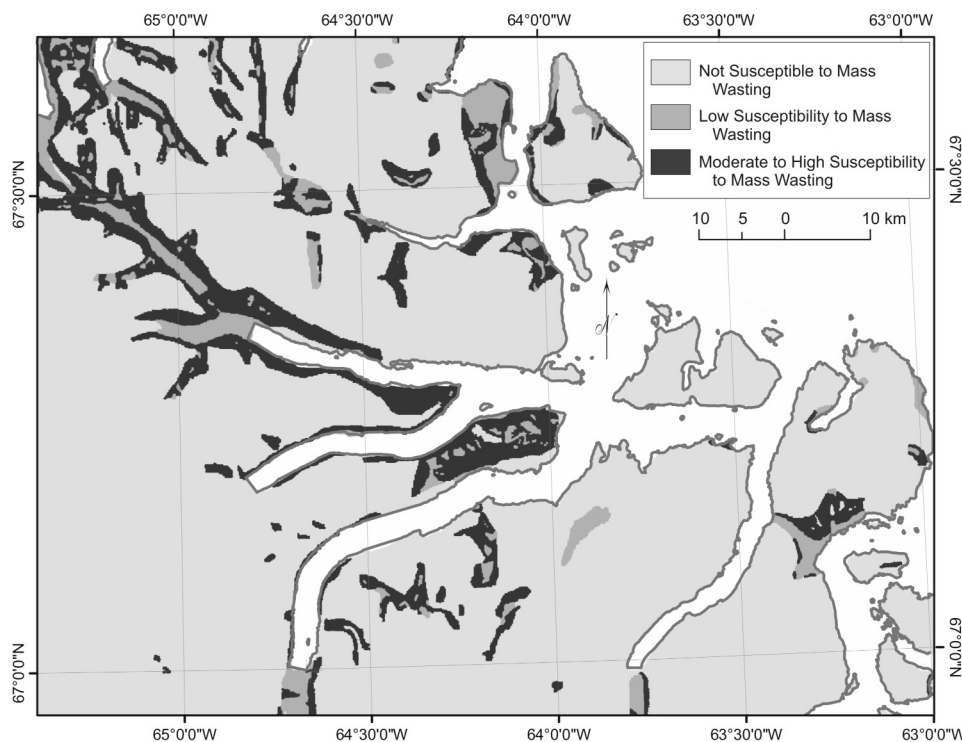 65°0'0"W 64°30'0"W 64°0'0"W 63°30'0"W 63°0'0"W
Not Susceptible to Mass
Wasting
Low Susceptibility to Mass
Wasting
Moderate to High Susceptibility
to Mass Wasting
67°30'0"N 67°30'0"N
10 5 0 10 km
N
67°0'0"N 67°0'0"N
65°0'0"W 64°30'0"W 64°0'0"W 63°30'0"W 63°0'0"W